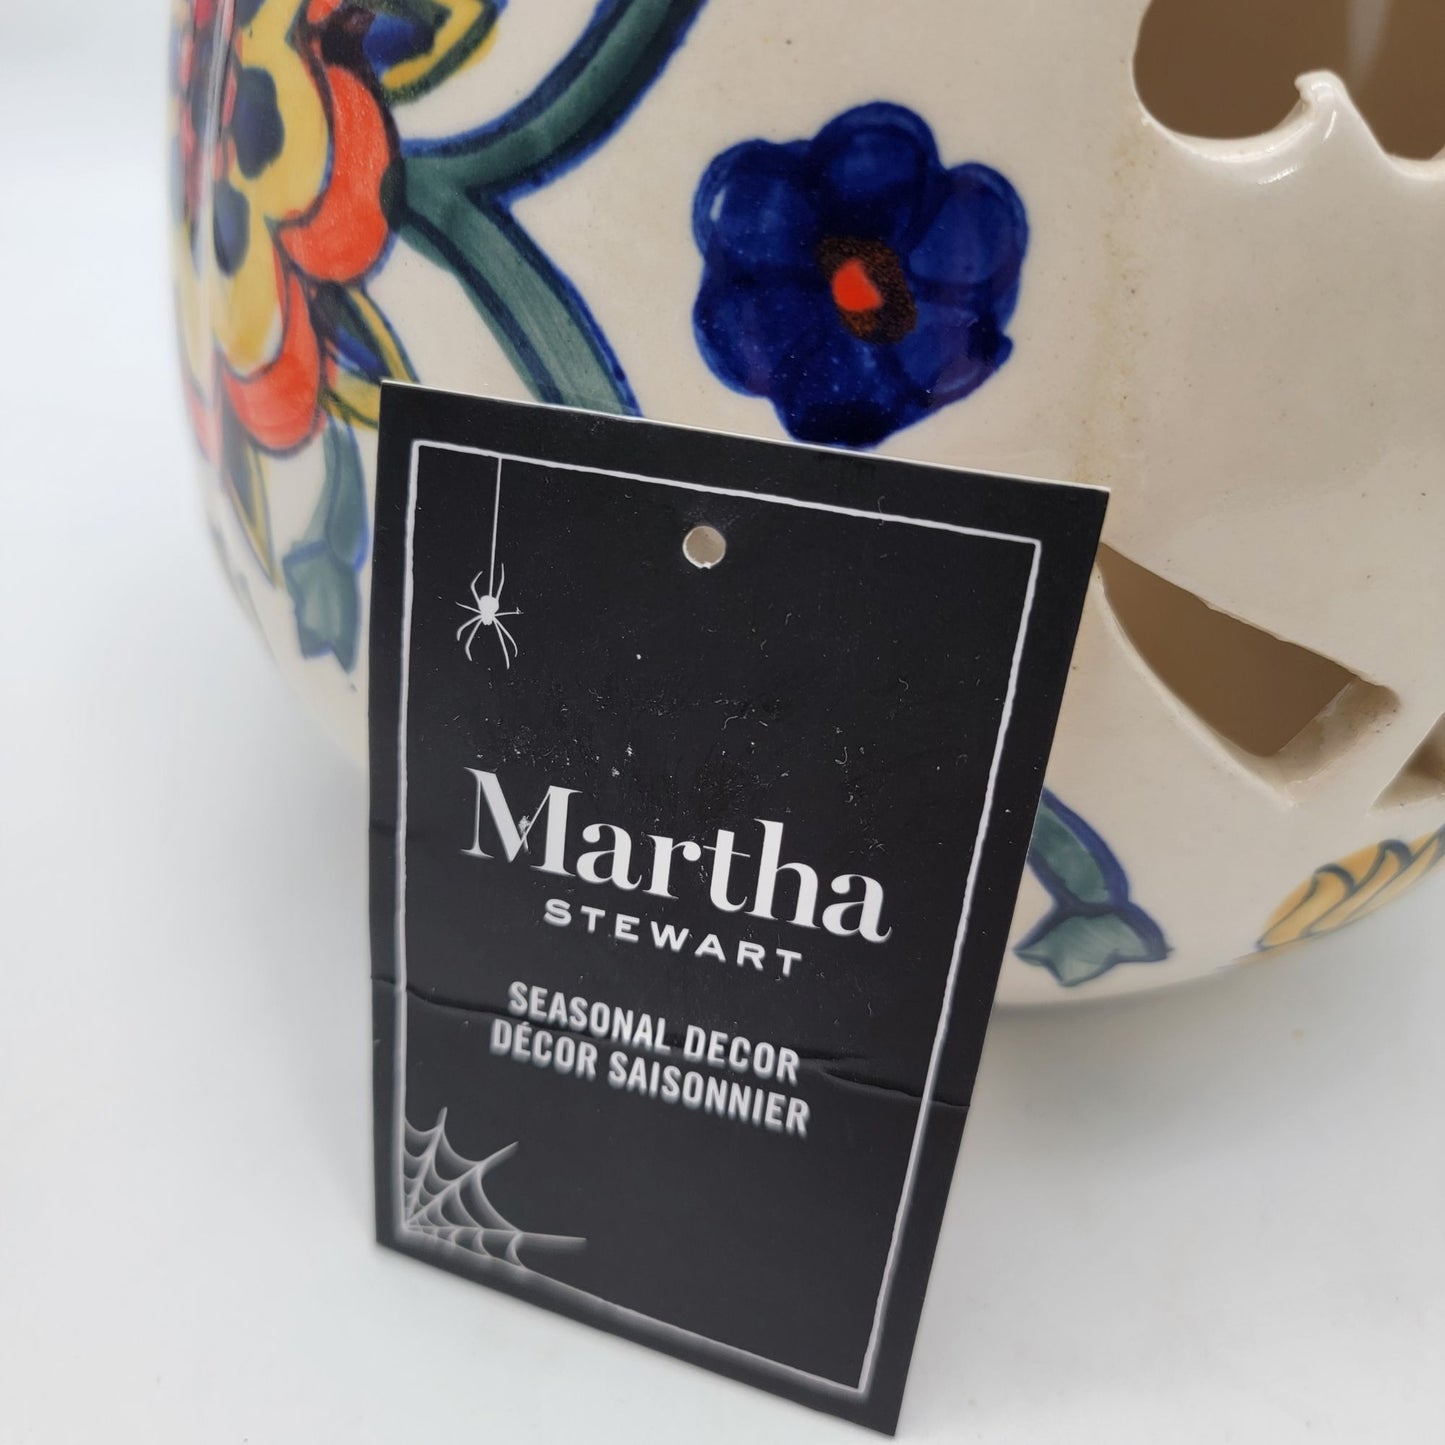 Martha
STEWART
SEASONAL DECOR
DÉCOR SAISONNIER